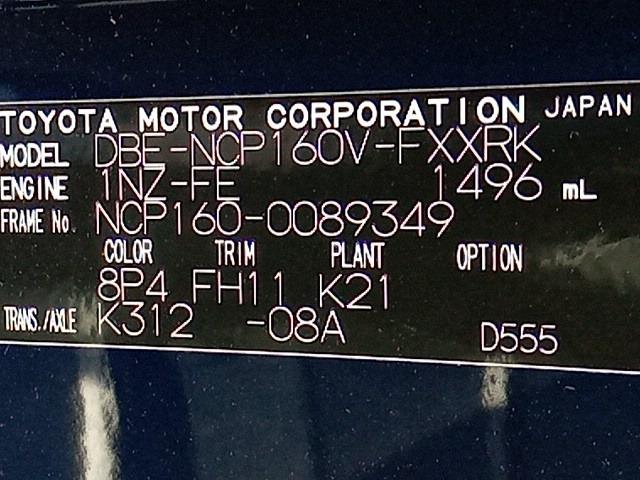 TOYOTA MOTOR CORPORATION JAPAN
MODEL DBE-NCP160V-FXXRK
ENGINE 1NZ-FE 1496 mL
FRAME No. NCP160-0089349
COLOR TRIM PLANT OPTION
8P4 FH11 K21
TRANS./AXLE K312 -08A D555